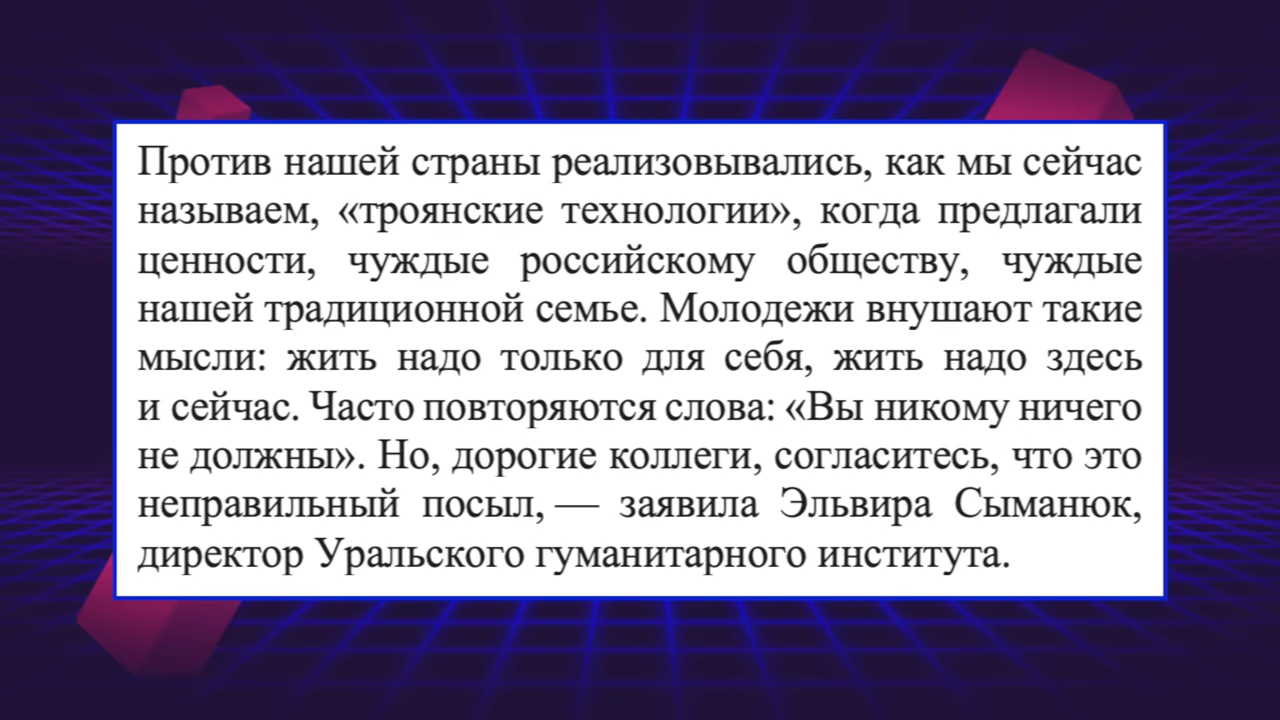 Против нашей страны реализовывались, как мы сейчас
называем, «троянские технологии», когда предлагали
ценности, чуждые российскому обществу, чуждые
нашей традиционной семье. Молодежи внушают такие
мысли: жить надо только для себя, жить надо здесь
и сейчас. Часто повторяются слова: «Вы никому ничего
не должны». Но, дорогие коллеги, согласитесь, что это
неправильный посыл, — заявила Эльвира Сыманюк,
директор Уральского гуманитарного института.